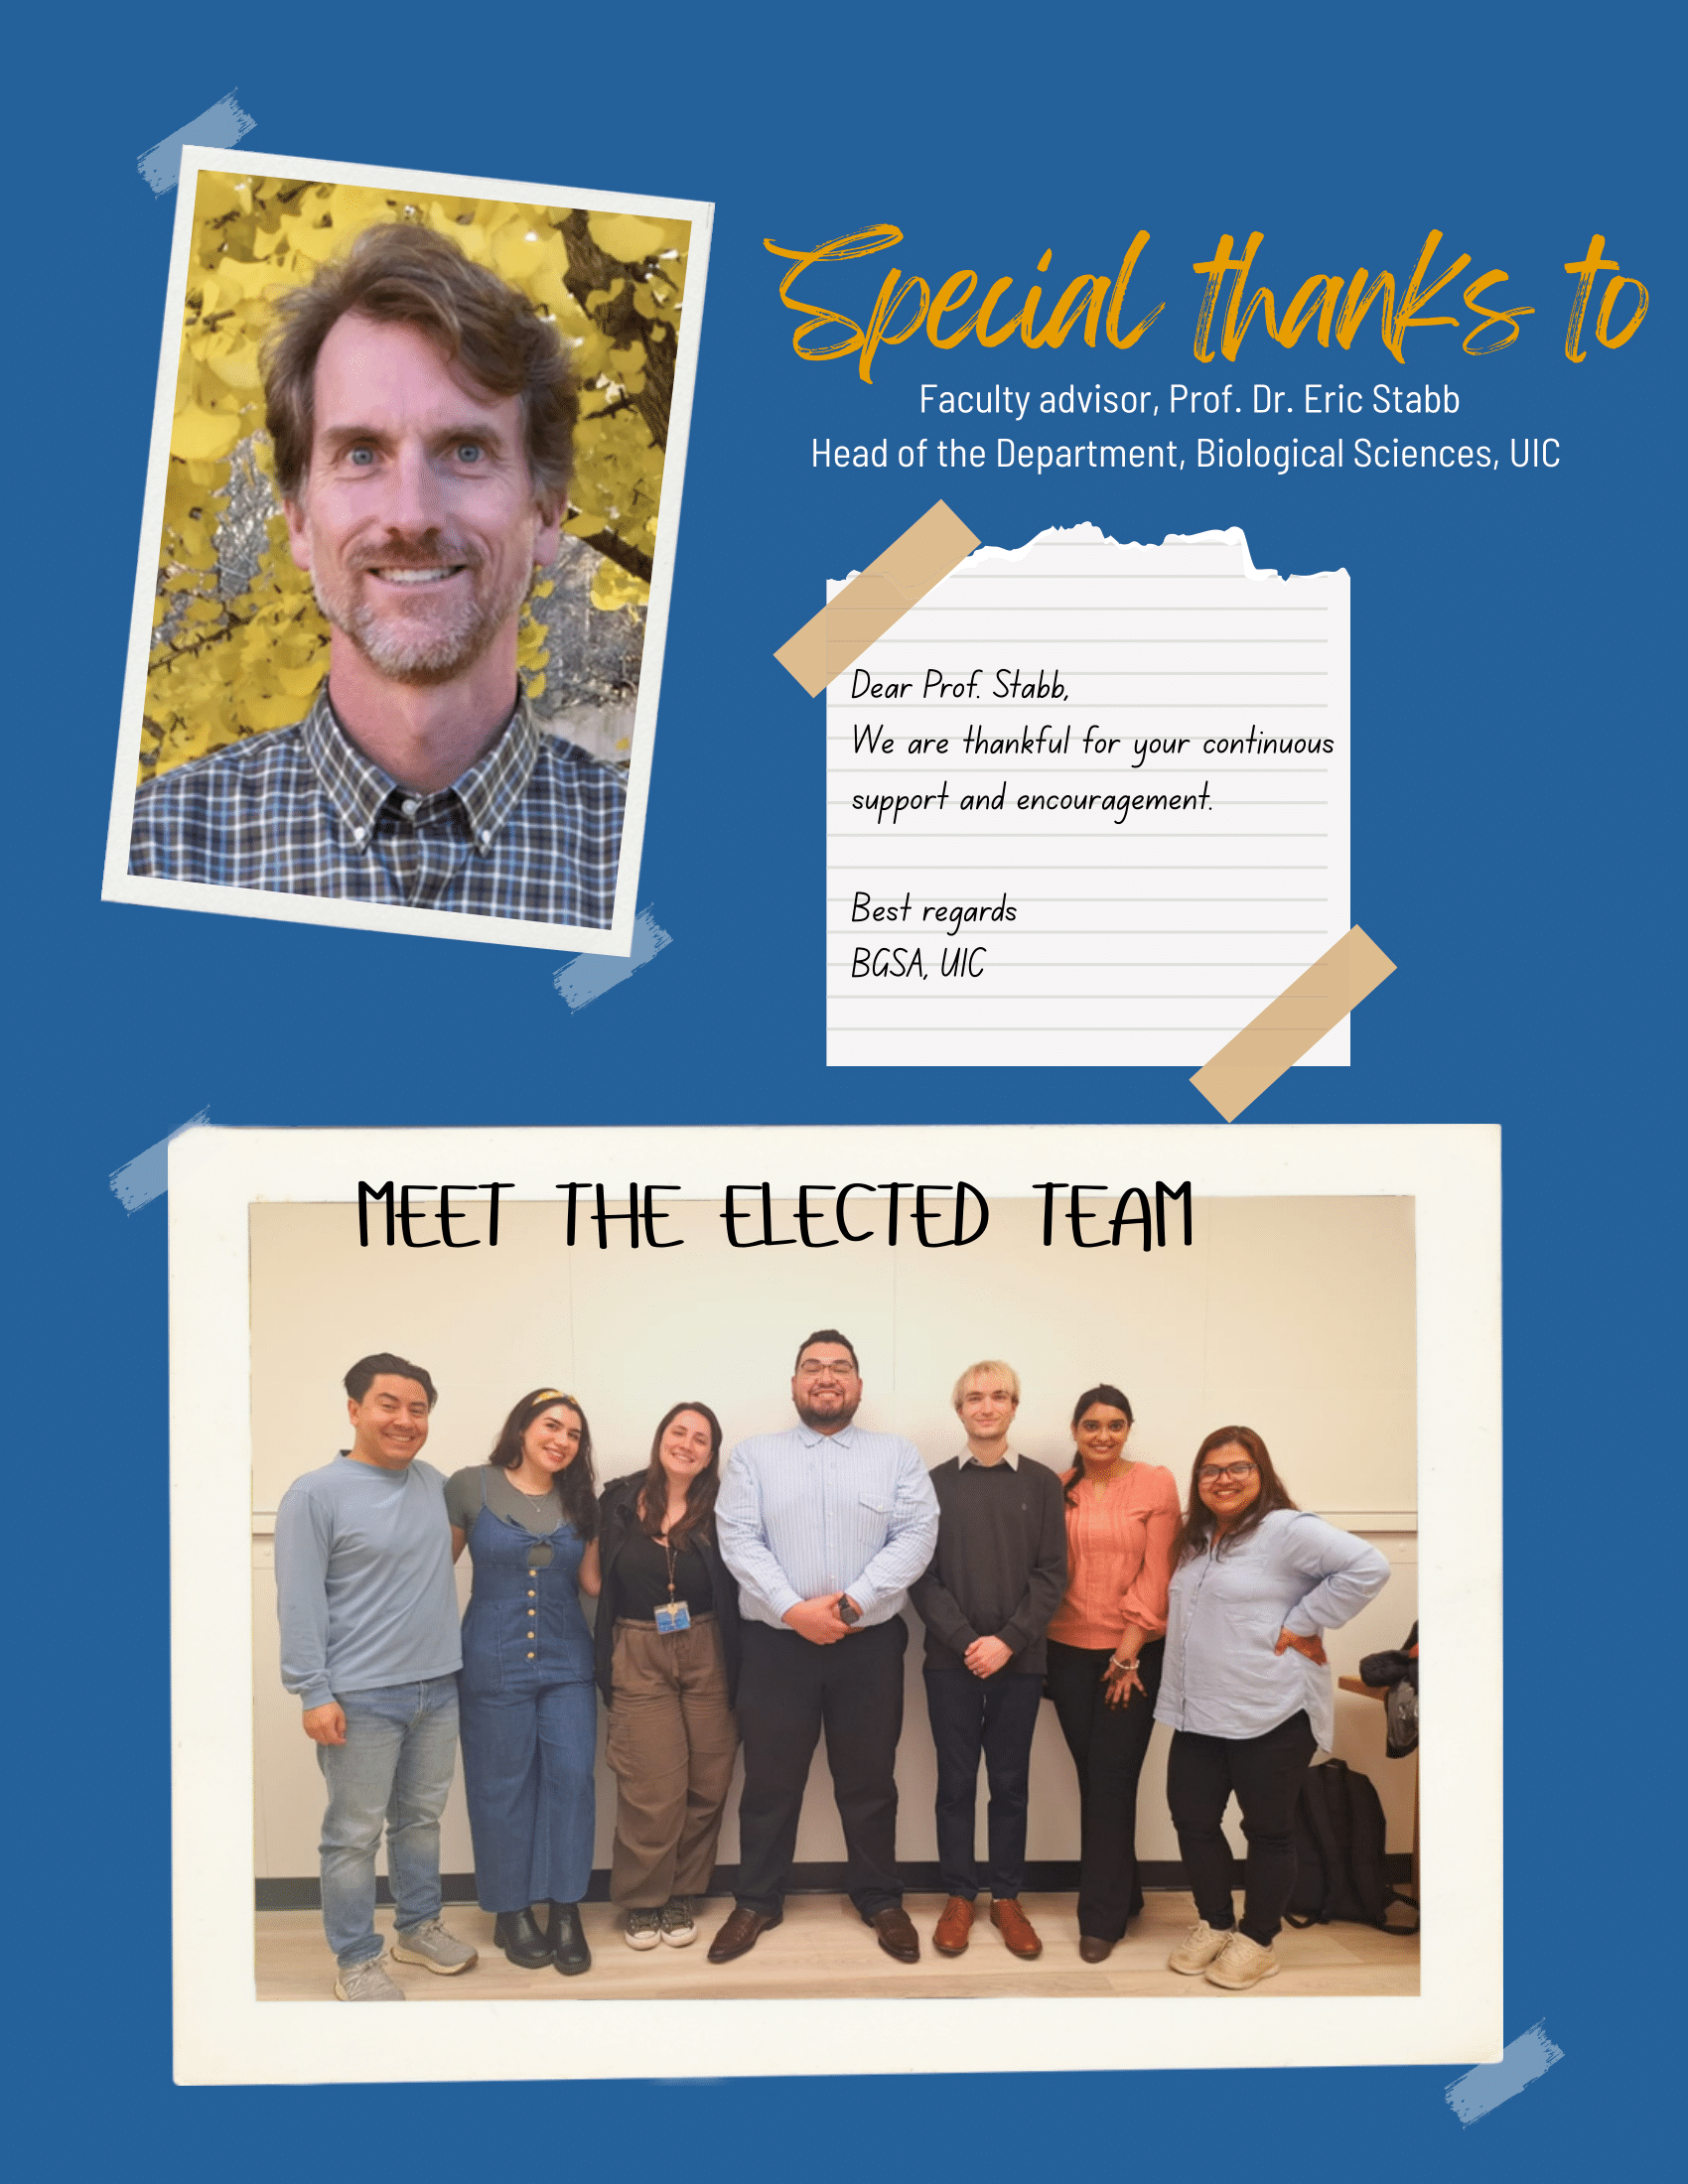 Special thanks to
Faculty advisor, Prof. Dr. Eric Stabb
Head of the Department, Biological Sciences, UIC
Dear Prof. Stabb,
We are thankful for your continuous
support and encouragement.
Best regards
BGSA, UIC
MEET THE ELECTED TEAM